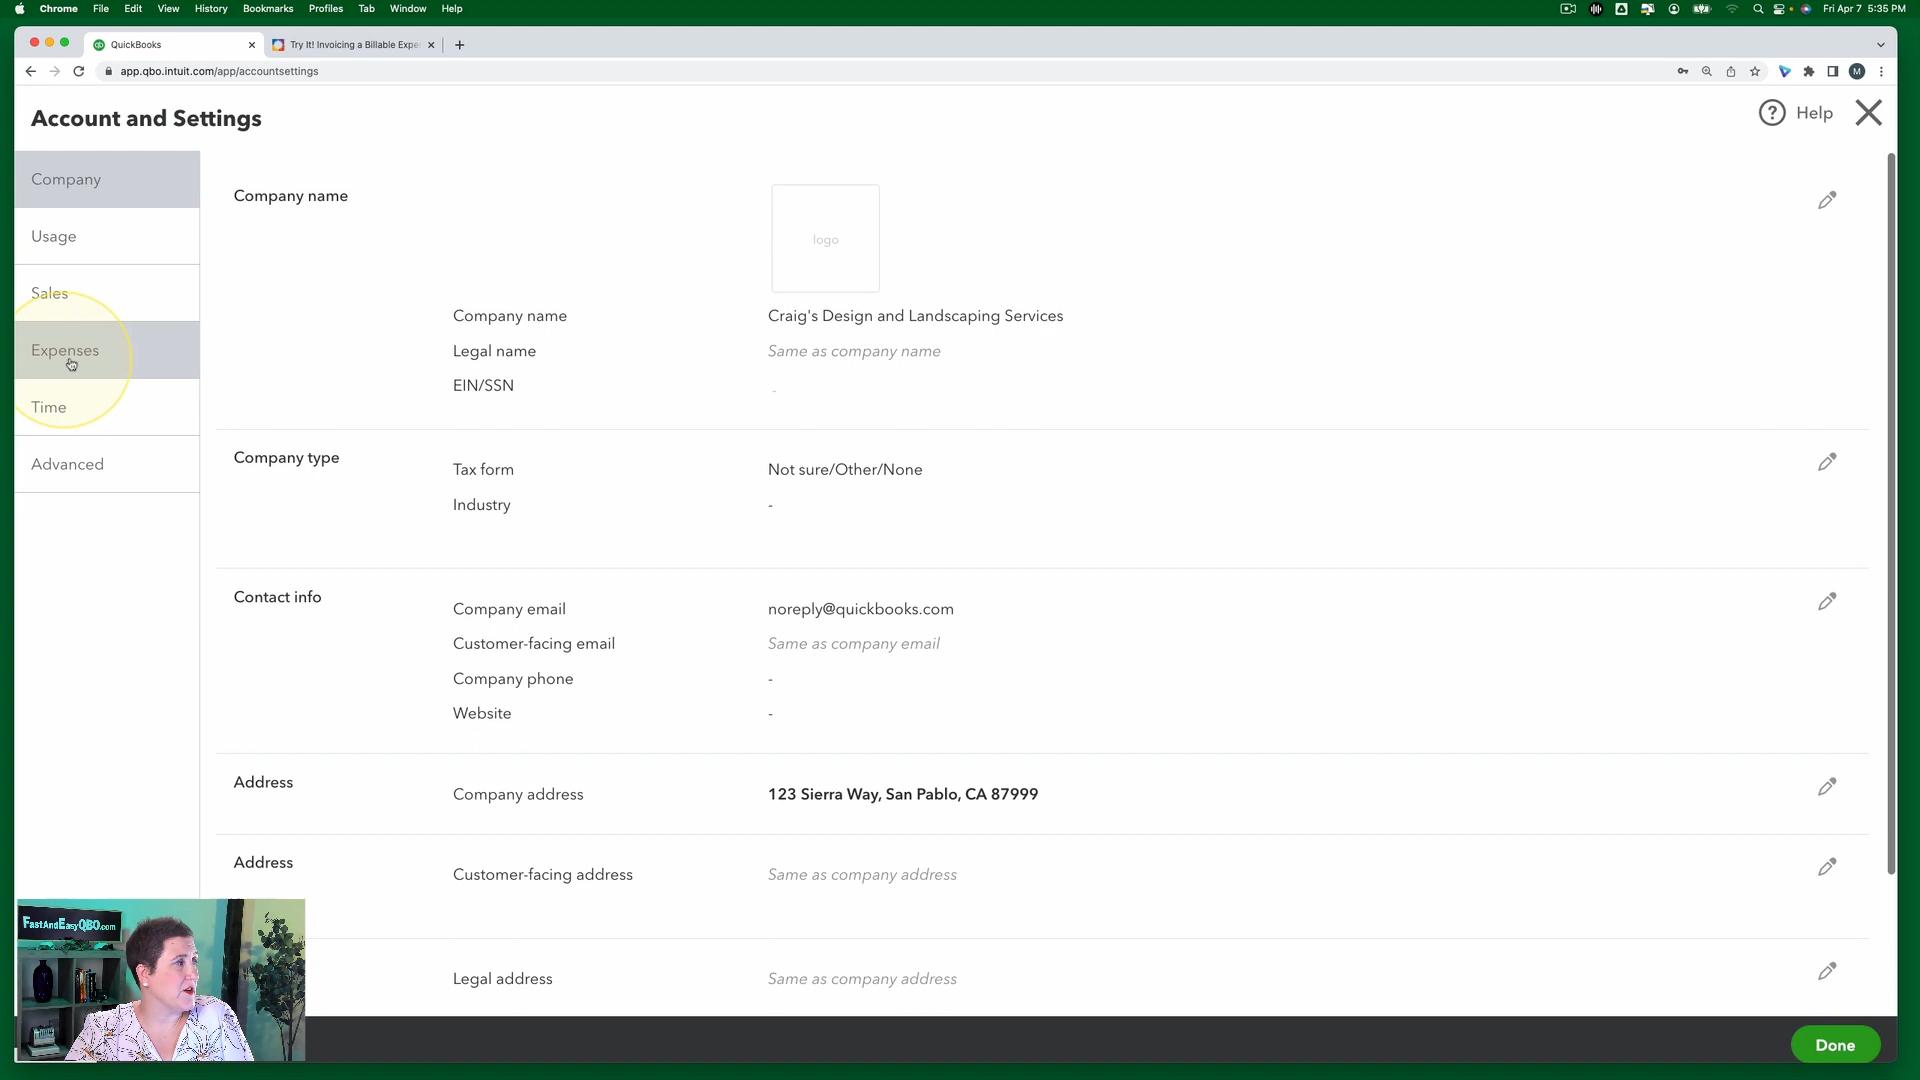 Chrome File Edit View History Bookmarks Profiles Tab Window Help
Fri Apr 7 5:35 PM
QuickBooks
Try It! Invoicing a Billable Expe
app.qbo.intuit.com/app/accountsettings
M
Account and Settings
Help
Company
Usage
Sales
Expenses
Time
Advanced
Company name
logo
Company name Craig's Design and Landscaping Services
Legal name Same as company name
EIN/SSN -
Company type
Tax form Not sure/Other/None
Industry -
Contact info
Company email noreply@quickbooks.com
Customer-facing email Same as company email
Company phone -
Website -
Address
Company address 123 Sierra Way, San Pablo, CA 87999
Address
Customer-facing address Same as company address
Legal address Same as company address
FastAndEasyQBO.com
Done